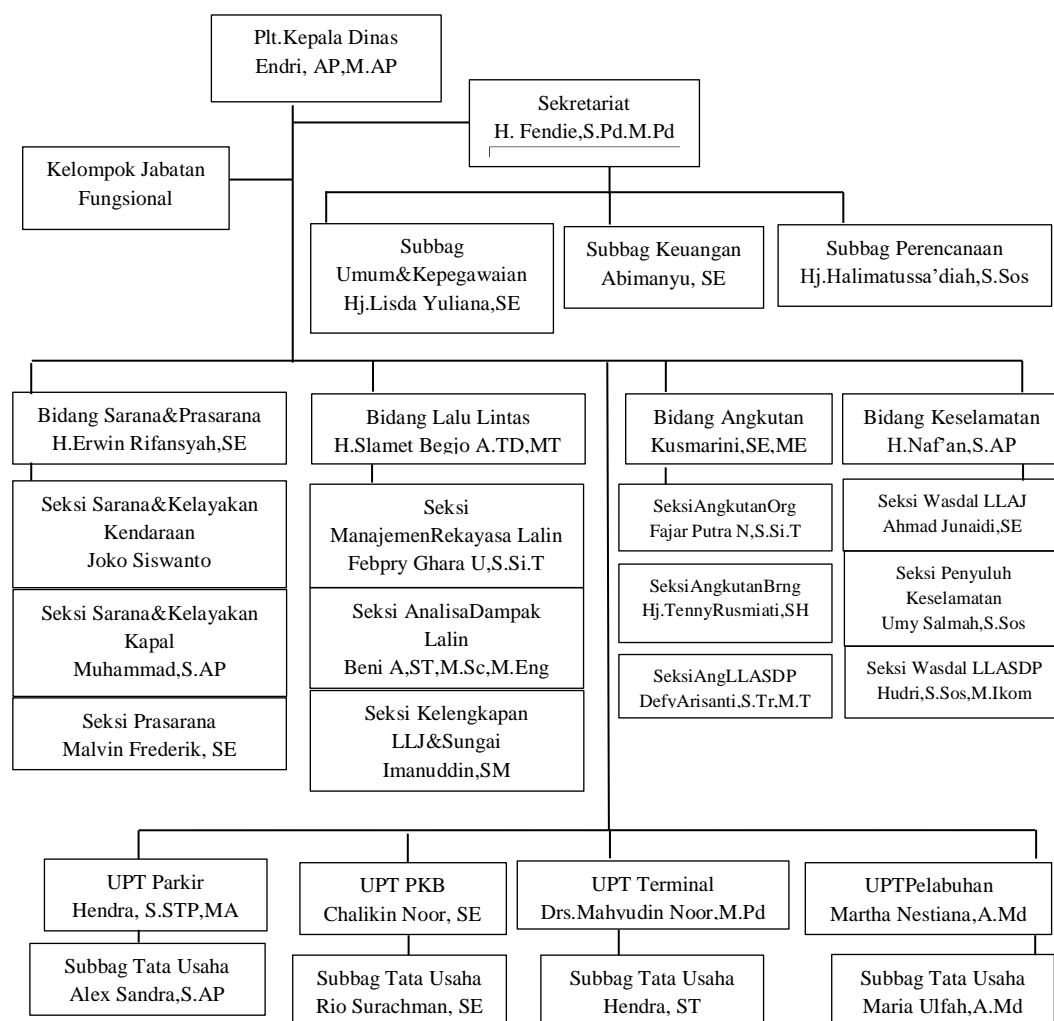 Plt.Kepala Dinas
Endri, AP,M.AP
Sekretariat
H. Fendie,S.Pd.M.Pd
Kelompok Jabatan
Fungsional
Subbag
Umum&Kepegawaian
Hj.Lisda Yuliana,SE
Subbag Keuangan
Abimanyu, SE
Subbag Perencanaan
Hj.Halimatussa’diah,S.Sos
Bidang Sarana&Prasarana
H.Erwin Rifansyah,SE
Bidang Lalu Lintas
H.Slamet Begjo A.TD,MT
Bidang Angkutan
Kusmarini,SE,ME
Bidang Keselamatan
H.Naf’an,S.AP
Seksi Sarana&Kelayakan
Kendaraan
Joko Siswanto
Seksi Sarana&Kelayakan
Kapal
Muhammad,S.AP
Seksi Prasarana
Malvin Frederik, SE
Seksi
ManajemenRekayasa Lalin
Febpry Ghara U,S.Si.T
Seksi AnalisaDampak
Lalin
Beni A,ST,M.Sc,M.Eng
Seksi Kelengkapan
LLJ&Sungai
Imanuddin,SM
SeksiAngkutanOrg
Fajar Putra N,S.Si.T
SeksiAngkutanBrng
Hj.TennyRusmiati,SH
SeksiAngLLASDP
DefyArisanti,S.Tr,M.T
Seksi Wasdal LLAJ
Ahmad Junaidi,SE
Seksi Penyuluh
Keselamatan
Umy Salmah,S.Sos
Seksi Wasdal LLASDP
Hudri,S.Sos,M.Ikom
UPT Parkir
Hendra, S.STP,MA
UPT PKB
Chalikin Noor, SE
UPT Terminal
Drs.Mahyudin Noor,M.Pd
UPTPelabuhan
Martha Nestiana,A.Md
Subbag Tata Usaha
Alex Sandra,S.AP
Subbag Tata Usaha
Rio Surachman, SE
Subbag Tata Usaha
Hendra, ST
Subbag Tata Usaha
Maria Ulfah,A.Md